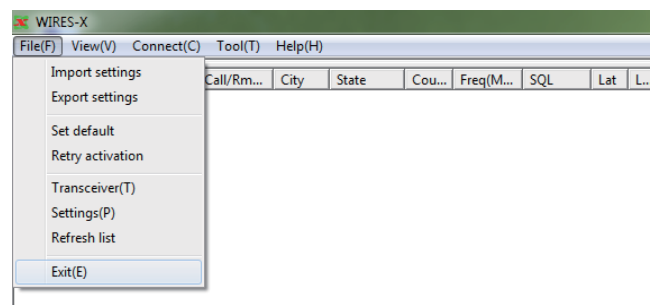 WIRES-X
File(F) View(V) Connect(C) Tool(T) Help(H)
Call/Rm... City State Cou... Freq(M... SQL Lat L...
Import settings
Export settings
Set default
Retry activation
Transceiver(T)
Settings(P)
Refresh list
Exit(E)